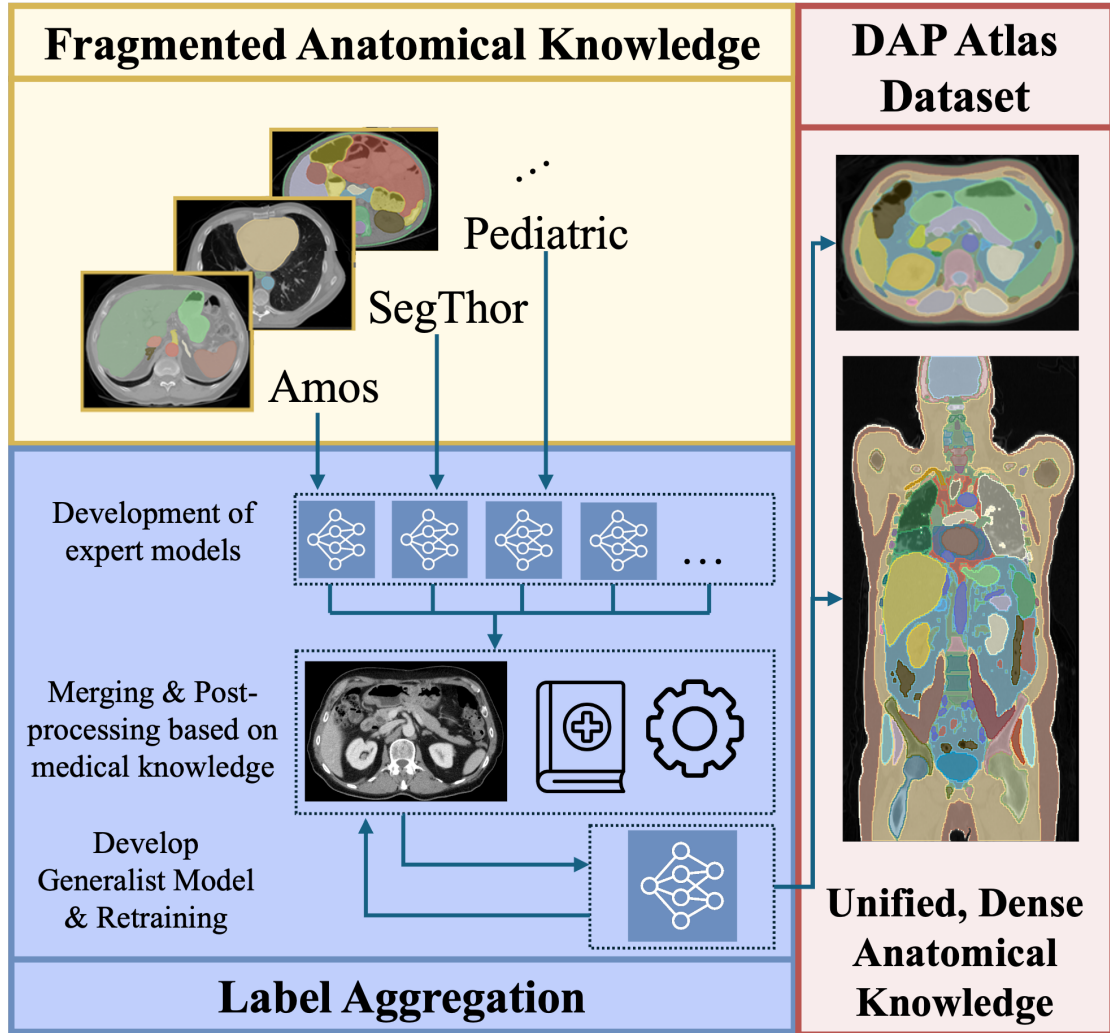 Fragmented Anatomical Knowledge
DAP Atlas
Dataset
...
Pediatric
SegThor
Amos
Development of
expert models
...
Merging & Post-
processing based on
medical knowledge
Develop
Generalist Model
& Retraining
Label Aggregation
Unified, Dense
Anatomical
Knowledge